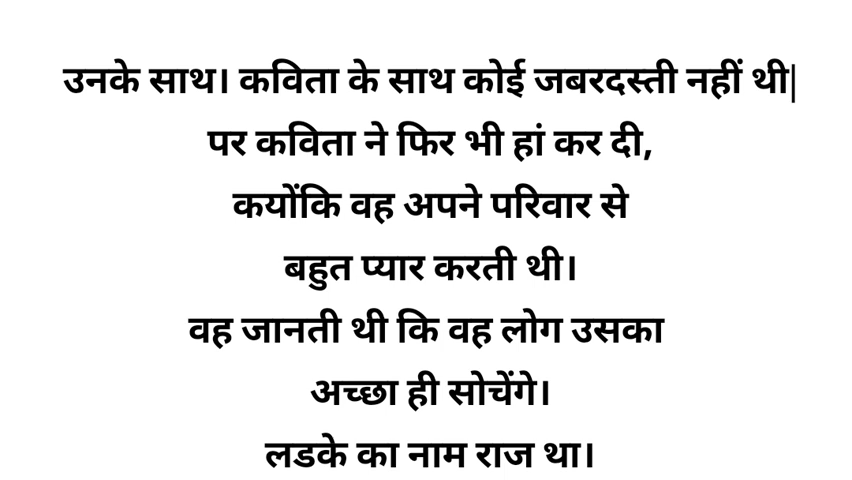 उनके साथ। कविता के साथ कोई जबरदस्ती नहीं थी|
पर कविता ने फिर भी हां कर दी,
कयोंकि वह अपने परिवार से
बहुत प्यार करती थी।
वह जानती थी कि वह लोग उसका
अच्छा ही सोचेंगे।
लडके का नाम राज था।